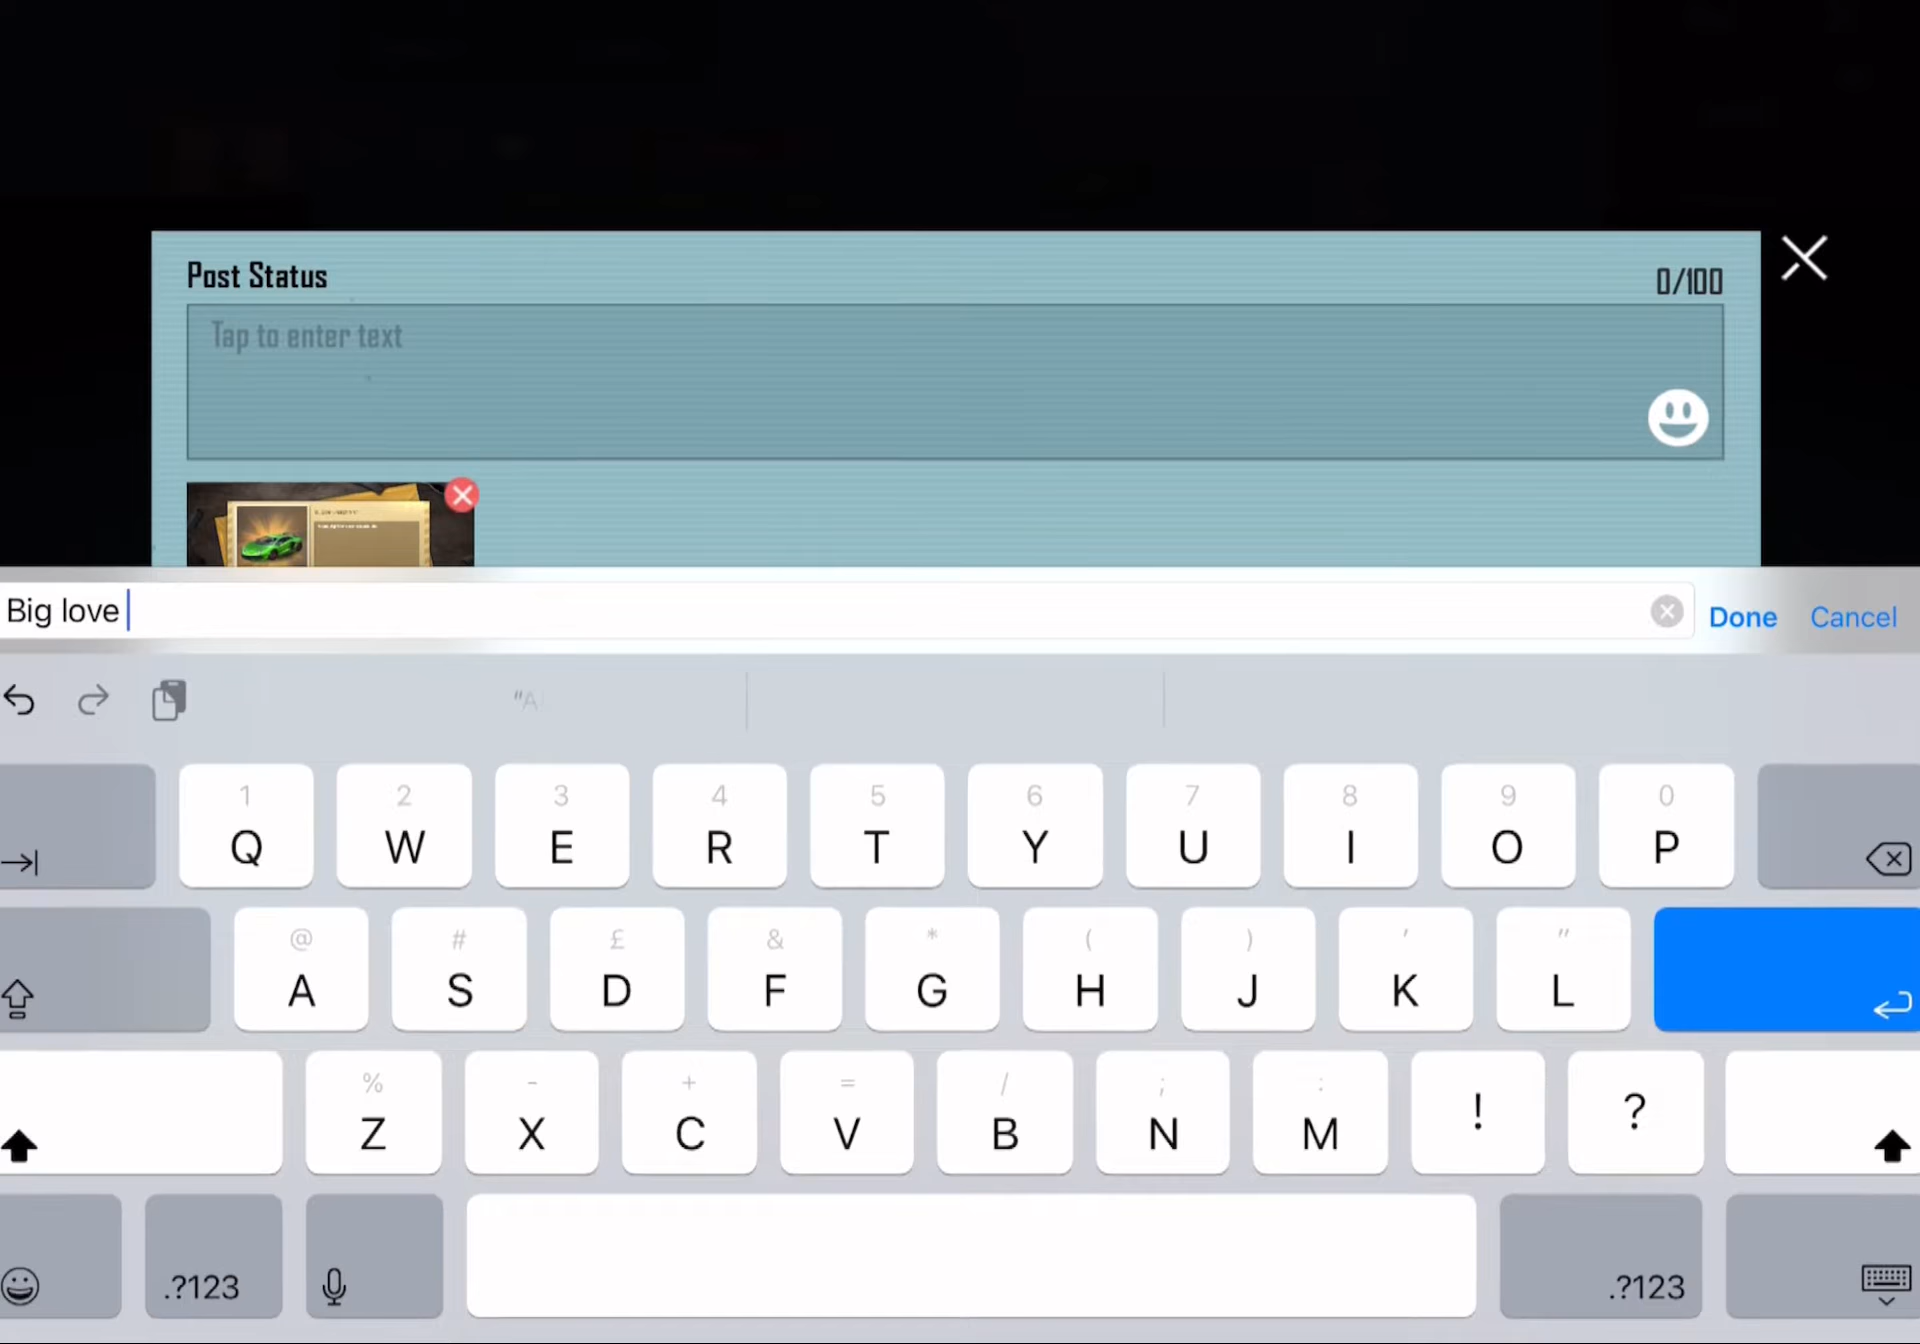 Post Status
0/100
Tap to enter text
Big love
Done
Cancel
"A
1 2 3 4 5 6 7 8 9 0
Q W E R T Y U I O P
@ # £ & * ( ) ' "
A S D F G H J K L
% - + = / ; :
Z X C V B N M ! ?
.?123
.?123